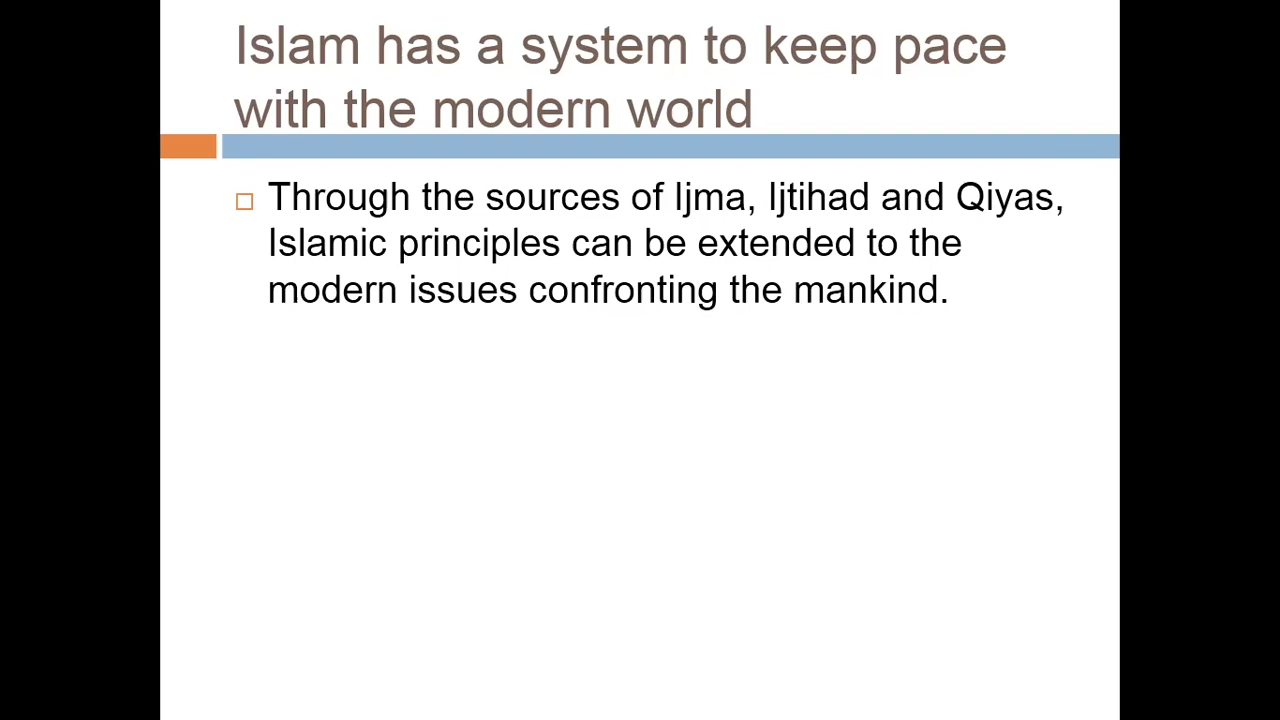 Islam has a system to keep pace
with the modern world
Through the sources of Ijma, Ijtihad and Qiyas,
Islamic principles can be extended to the
modern issues confronting the mankind.